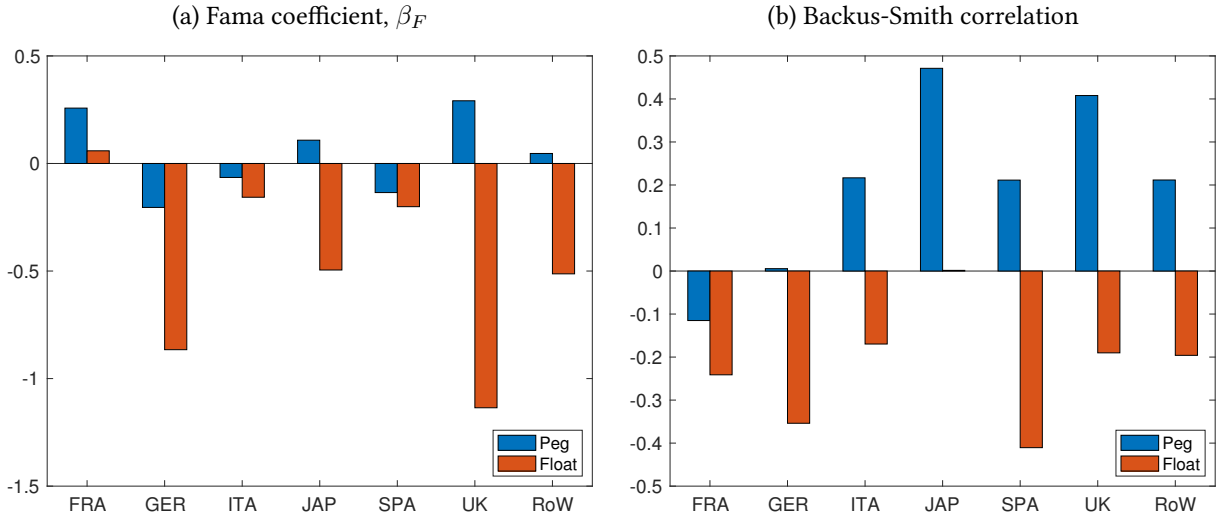 (a) Fama coefficient, β_F
0.5
0
-0.5
-1
-1.5
FRA GER ITA JAP SPA UK RoW
Peg
Float
(b) Backus-Smith correlation
0.5
0.4
0.3
0.2
0.1
0
-0.1
-0.2
-0.3
-0.4
-0.5
FRA GER ITA JAP SPA UK RoW
Peg
Float